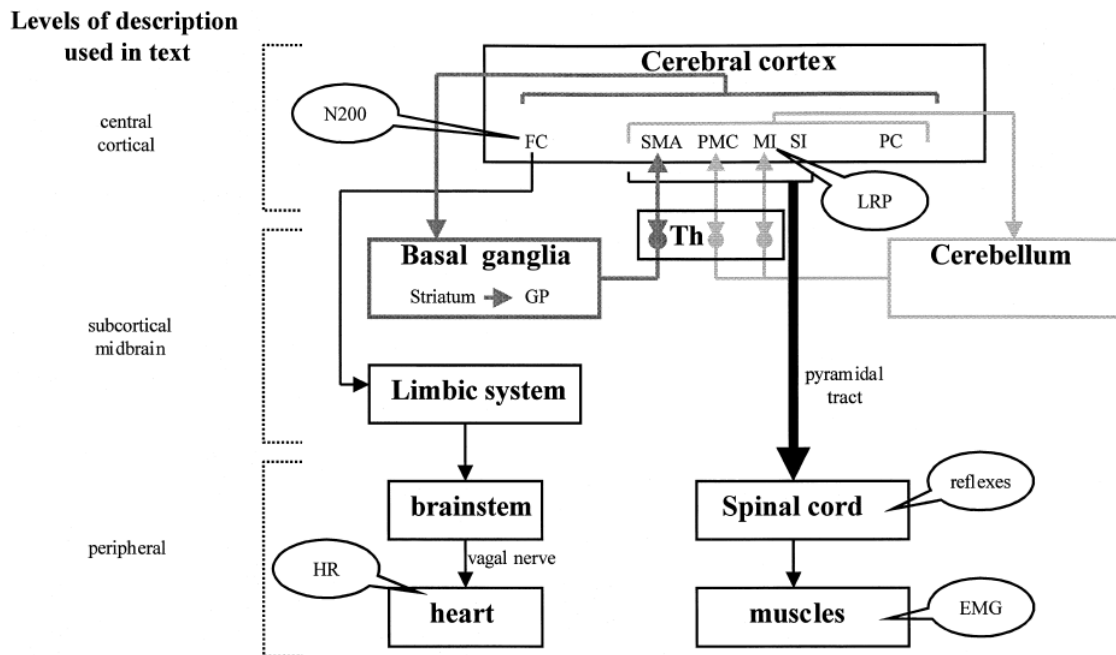 Levels of description
used in text
Cerebral cortex
N200
central
cortical
FC
SMA PMC MI SI PC
LRP
Th
Basal ganglia
Cerebellum
Striatum GP
subcortical
midbrain
pyramidal
tract
Limbic system
reflexes
brainstem
Spinal cord
peripheral
vagal nerve
HR
heart
muscles
EMG